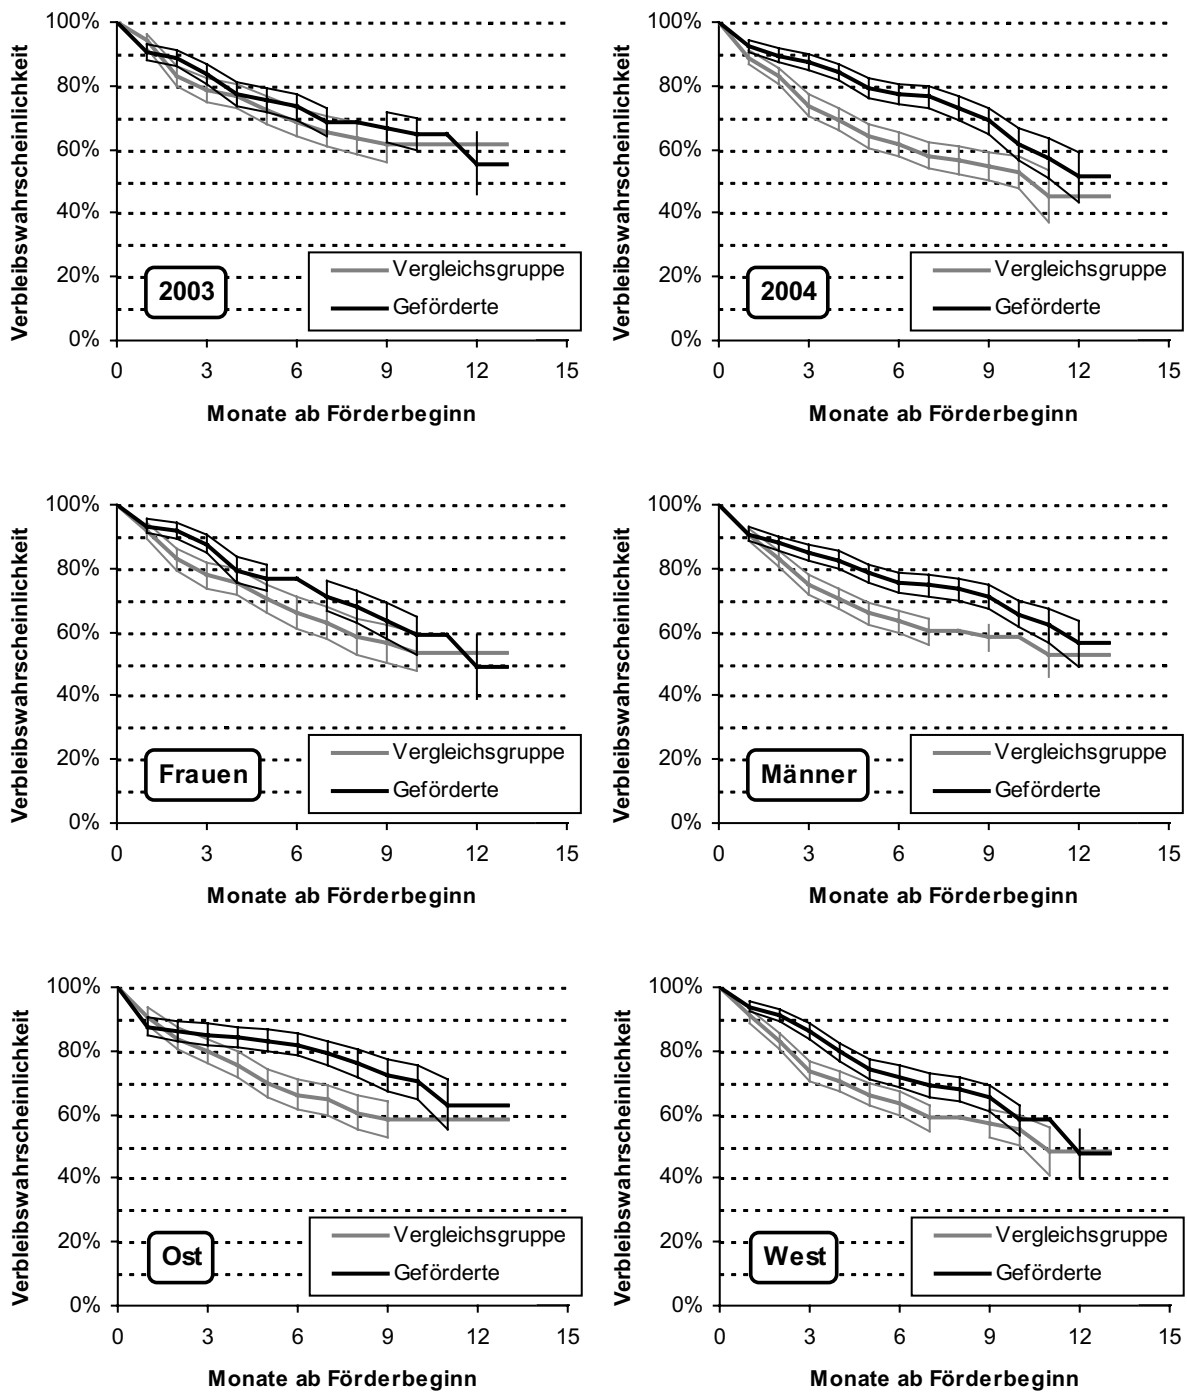 Verbleibswahrscheinlichkeit
100%
80%
60%
40%
20%
0%
2003
Vergleichsgruppe
Geförderte
0 3 6 9 12 15
Monate ab Förderbeginn
Verbleibswahrscheinlichkeit
100%
80%
60%
40%
20%
0%
2004
Vergleichsgruppe
Geförderte
0 3 6 9 12 15
Monate ab Förderbeginn
Verbleibswahrscheinlichkeit
100%
80%
60%
40%
20%
0%
Frauen
Vergleichsgruppe
Geförderte
0 3 6 9 12 15
Monate ab Förderbeginn
Verbleibswahrscheinlichkeit
100%
80%
60%
40%
20%
0%
Männer
Vergleichsgruppe
Geförderte
0 3 6 9 12 15
Monate ab Förderbeginn
Verbleibswahrscheinlichkeit
100%
80%
60%
40%
20%
0%
Ost
Vergleichsgruppe
Geförderte
0 3 6 9 12 15
Monate ab Förderbeginn
Verbleibswahrscheinlichkeit
100%
80%
60%
40%
20%
0%
West
Vergleichsgruppe
Geförderte
0 3 6 9 12 15
Monate ab Förderbeginn